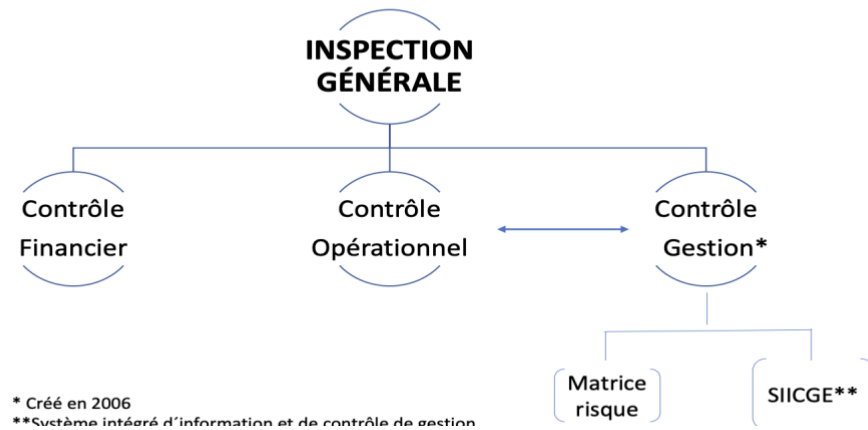 INSPECTION
GÉNÉRALE
Contrôle
Financier
Contrôle
Opérationnel
Contrôle
Gestion*
Matrice
risque
SIICGE**
* Créé en 2006
**Système intégré d´information et de contrôle de gestion